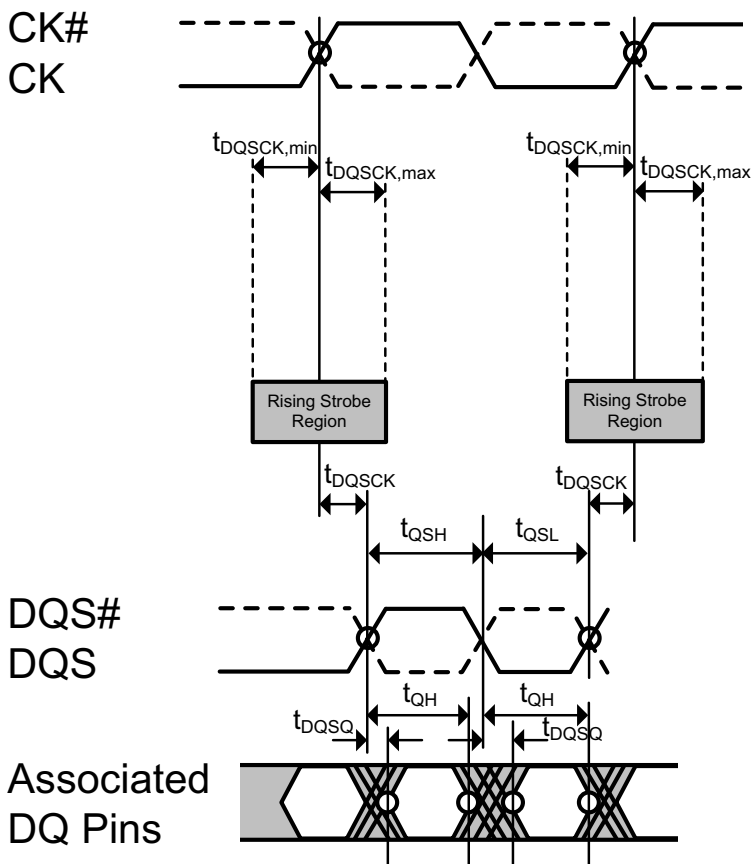 CK#
CK
tDQSCK,min
tDQSCK,max
tDQSCK,min
tDQSCK,max
Rising Strobe
Region
Rising Strobe
Region
tDQSCK
tDQSCK
tQSH
tQSL
DQS#
DQS
tQH
tQH
tDQSQ
tDQSQ
Associated
DQ Pins